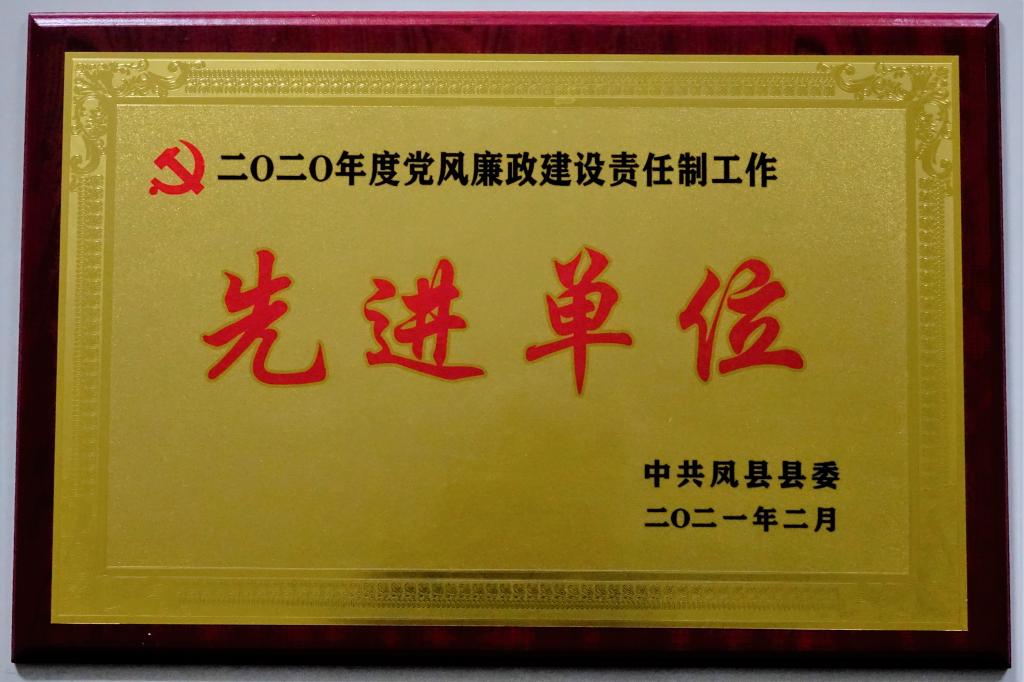 二〇二〇年度党风廉政建设责任制工作
先进单位
中共凤县县委
二〇二一年二月